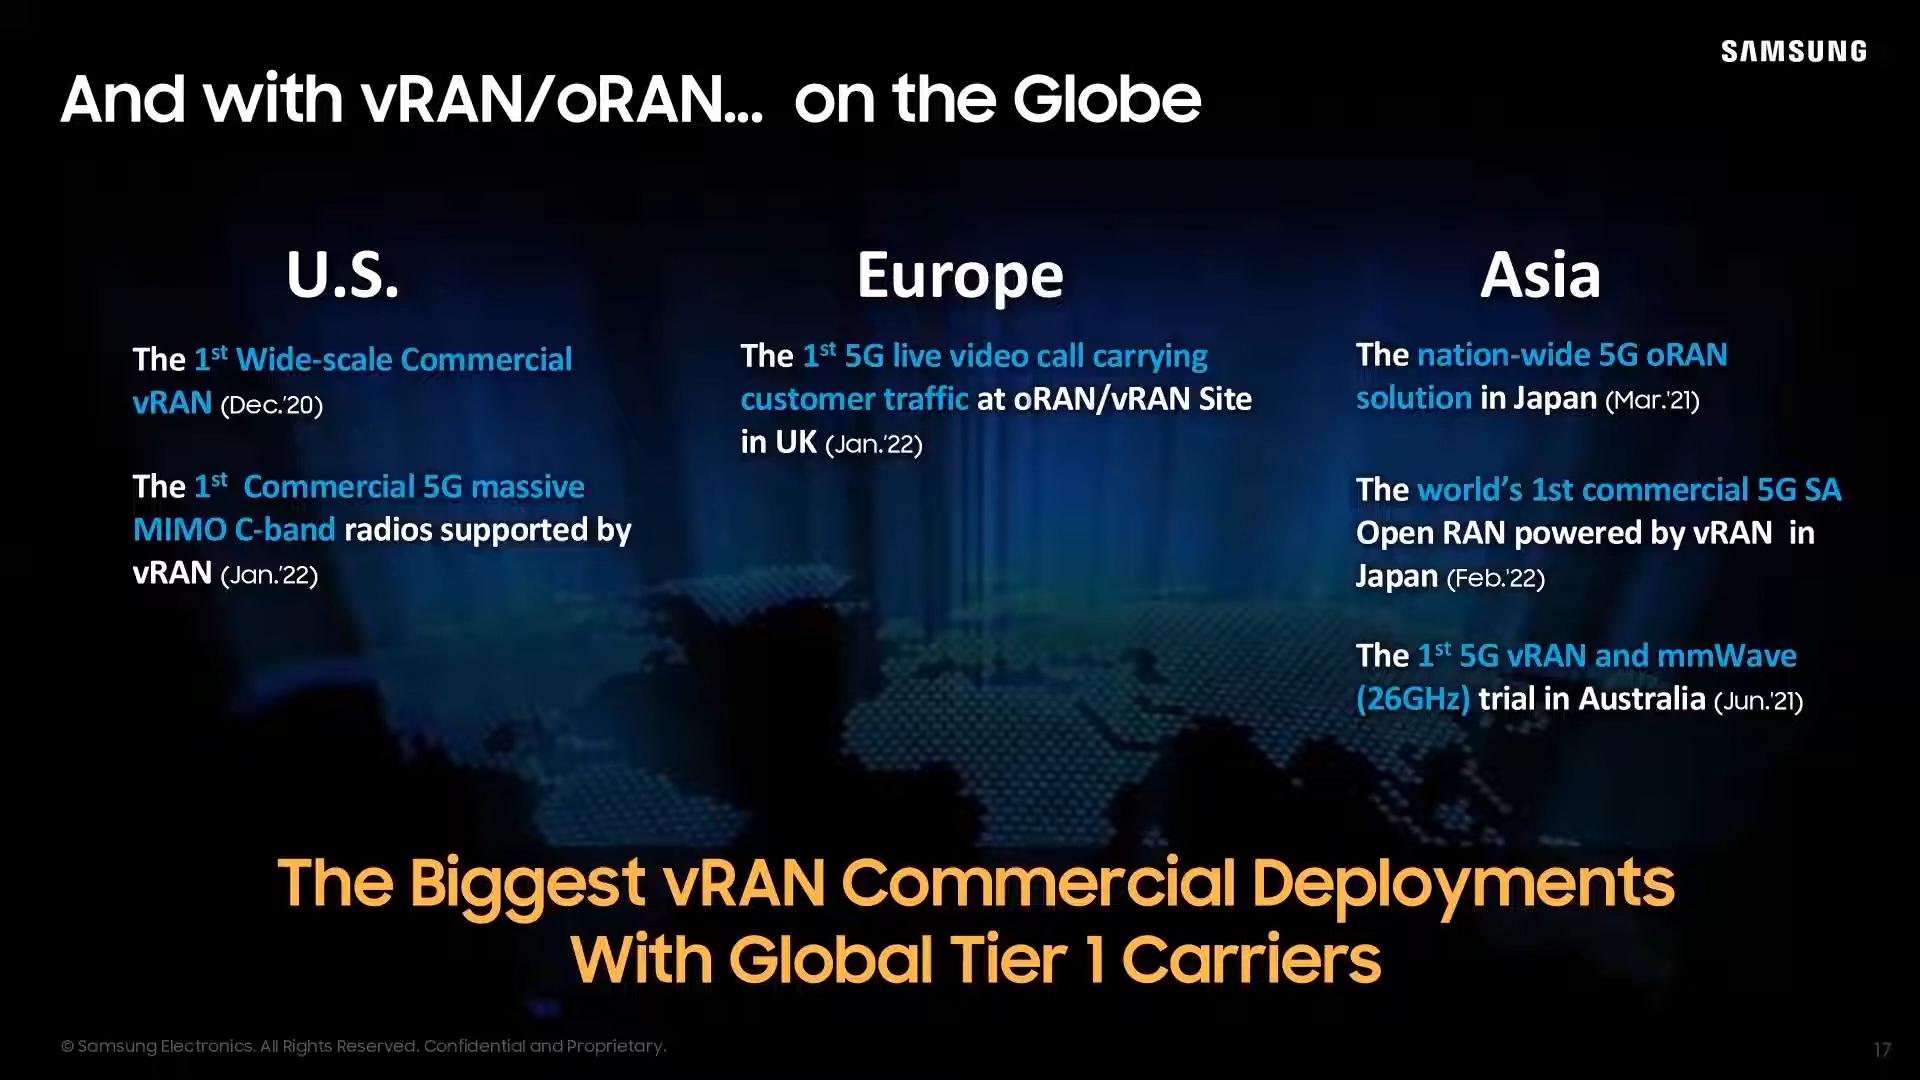 SAMSUNG
And with vRAN/oRAN... on the Globe
U.S.
The 1st Wide-scale Commercial
vRAN (Dec.'20)
The 1st Commercial 5G massive
MIMO C-band radios supported by
vRAN (Jan.'22)
Europe
The 1st 5G live video call carrying
customer traffic at oRAN/vRAN Site
in UK (Jan.'22)
Asia
The nation-wide 5G oRAN
solution in Japan (Mar.'21)
The world's 1st commercial 5G SA
Open RAN powered by vRAN in
Japan (Feb.'22)
The 1st 5G vRAN and mmWave
(26GHz) trial in Australia (Jun.'21)
The Biggest vRAN Commercial Deployments
With Global Tier 1 Carriers
© Samsung Electronics. All Rights Reserved. Confidential and Proprietary.
17